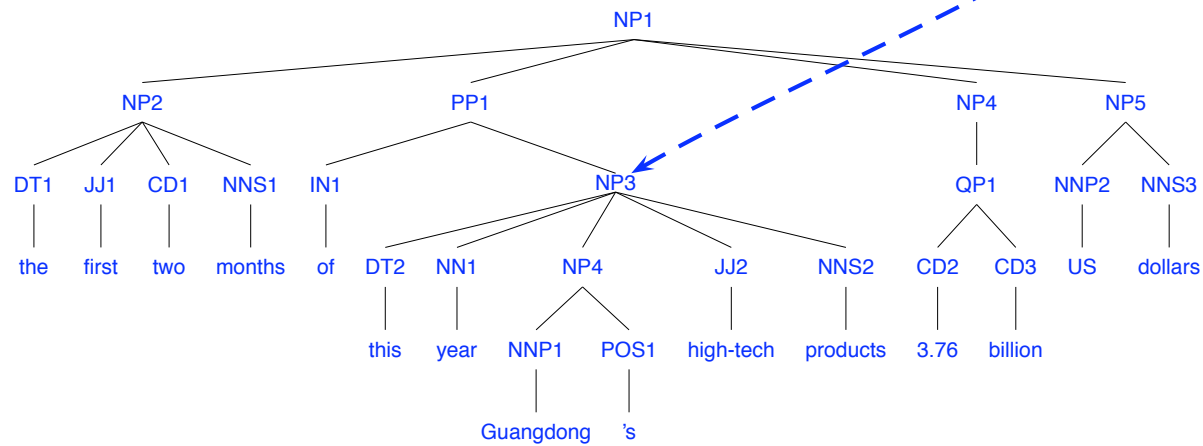 NP1
NP2 PP1 NP4 NP5
DT1 JJ1 CD1 NNS1 IN1 NP3 QP1 NNP2 NNS3
the first two months of DT2 NN1 NP4 JJ2 NNS2 CD2 CD3 US dollars
this year NNP1 POS1 high-tech products 3.76 billion
Guangdong 's